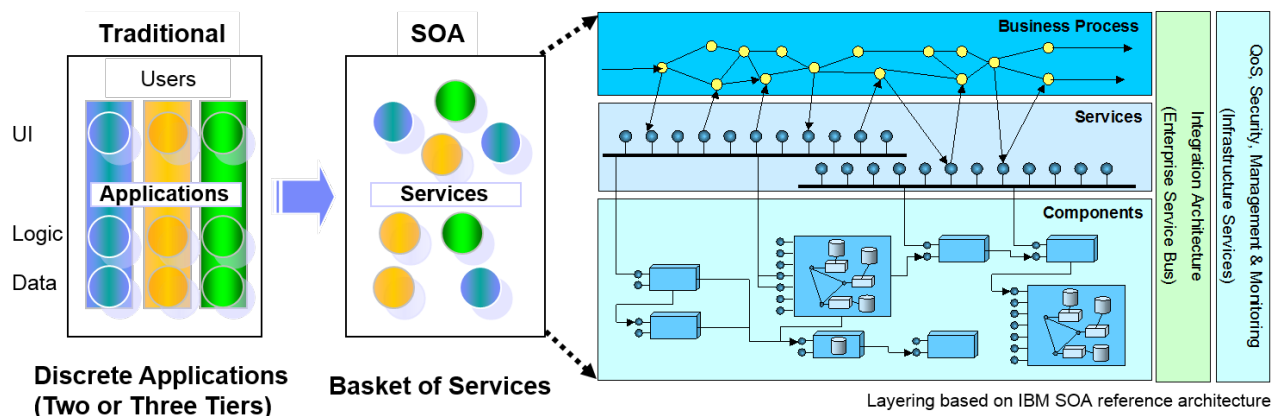 Traditional
Users
UI
Applications
Logic
Data
Discrete Applications
(Two or Three Tiers)
SOA
Services
Basket of Services
Business Process
Services
Components
Integration Architecture
(Enterprise Service Bus)
QoS, Security, Management & Monitoring
(Infrastructure Services)
Layering based on IBM SOA reference architecture